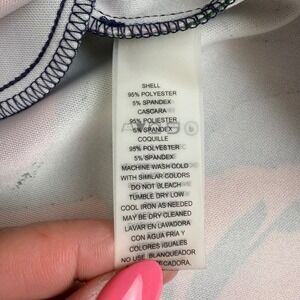 SHELL
95% POLYESTER
5% SPANDEX
CASCARA
95% POLIESTER
5% SPANDEX
COQUILLE
95% POLYESTER
5% SPANDEX
MACHINE WASH COLD
WITH SIMILAR COLORS
DO NOT BLEACH
TUMBLE DRY LOW
COOL IRON AS NEEDED
MAY BE DRY CLEANED
LAVAR EN LAVADORA
CON AGUA FRIA Y
COLORES IGUALES
NO USE BLANQUEADOR